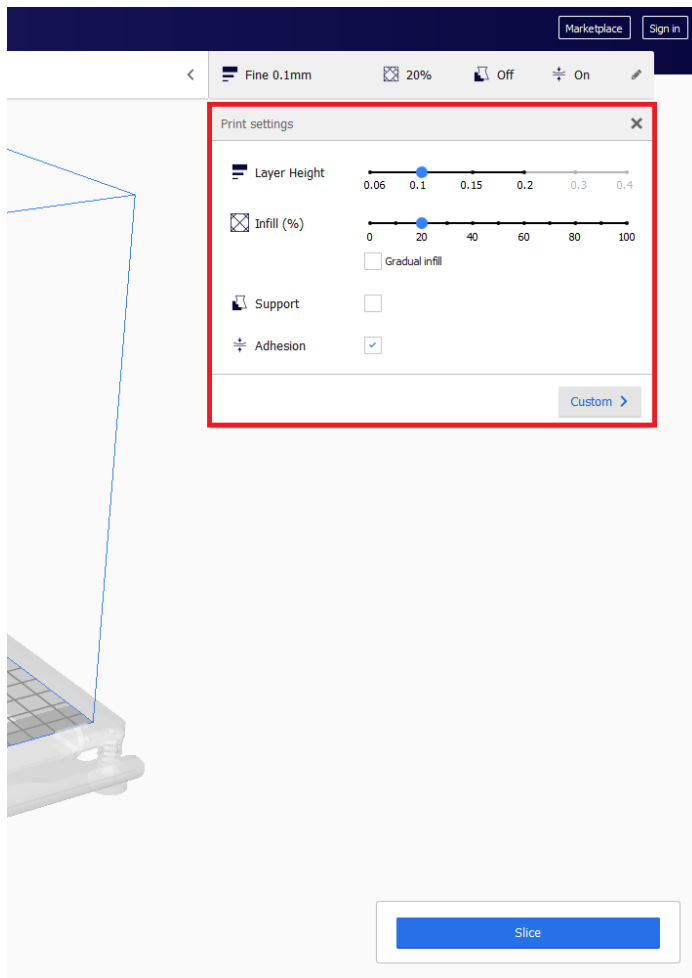 Marketplace Sign in
Fine 0.1mm 20% Off On
Print settings
Layer Height
0.06 0.1 0.15 0.2 0.3 0.4
Infill (%)
0 20 40 60 80 100
Gradual infill
Support
Adhesion
Custom
Slice